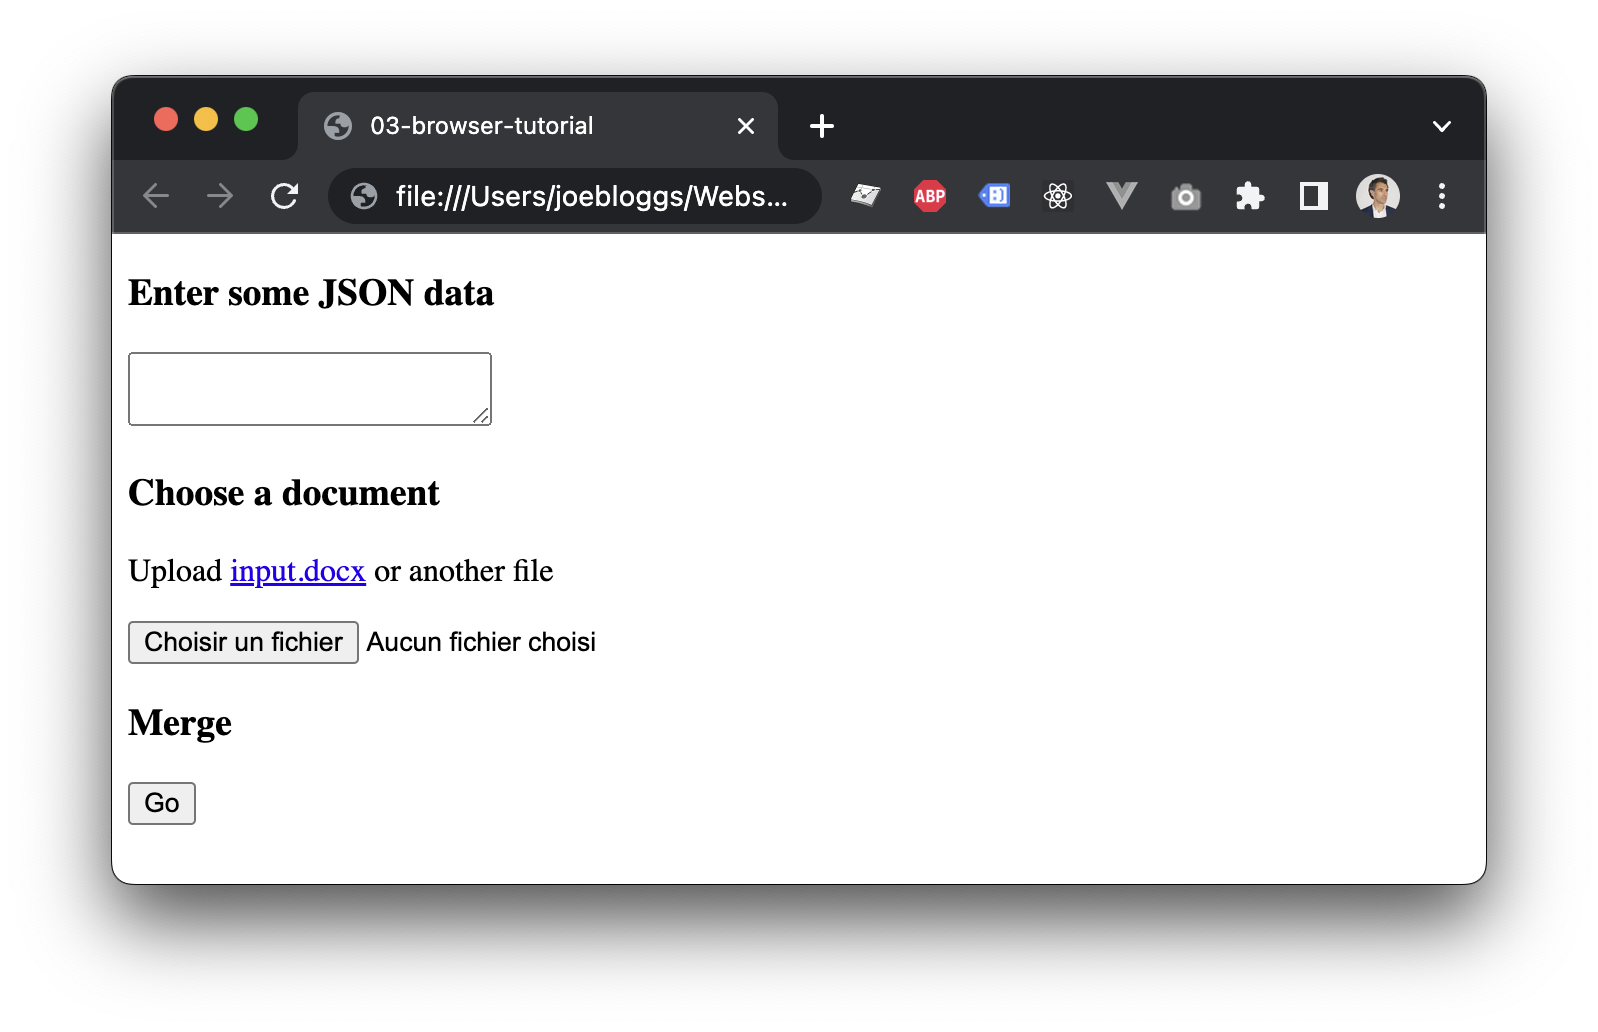 03-browser-tutorial
file:///Users/joebloggs/Webs...
ABP
Enter some JSON data
Choose a document
Upload input.docx or another file
Choisir un fichier Aucun fichier choisi
Merge
Go